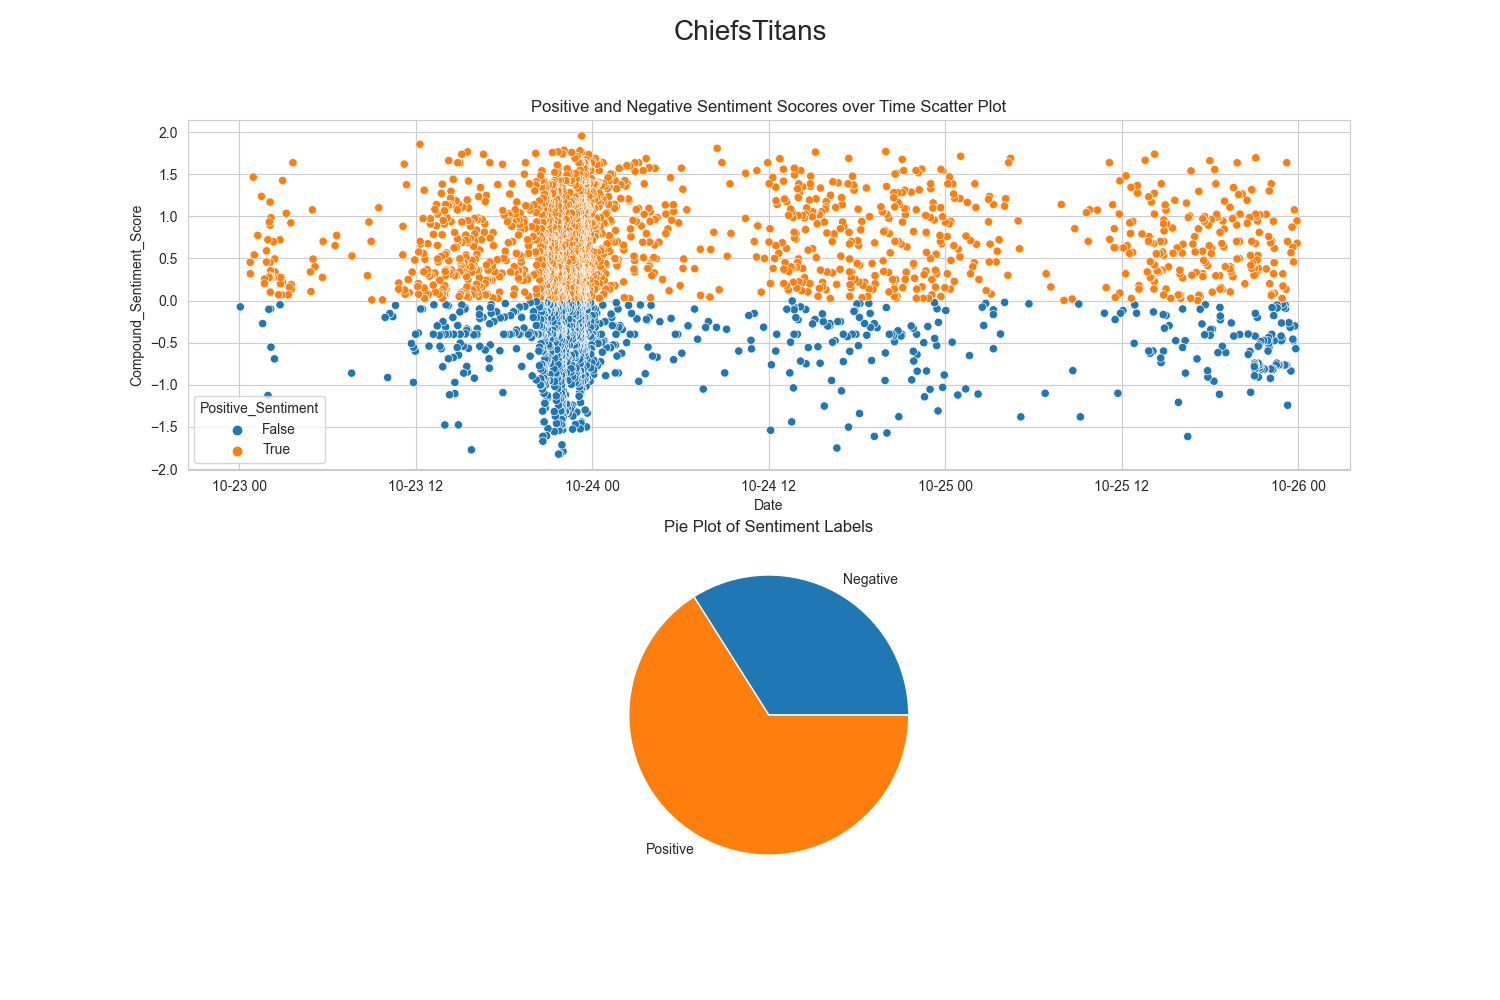 ChiefsTitans
Positive and Negative Sentiment Socores over Time Scatter Plot
Compound_Sentiment_Score
2.0
1.5
1.0
0.5
0.0
−0.5
−1.0
−1.5
−2.0
Positive_Sentiment
False
True
10-23 00 10-23 12 10-24 00 10-24 12 10-25 00 10-25 12 10-26 00
Date
Pie Plot of Sentiment Labels
Negative
Positive